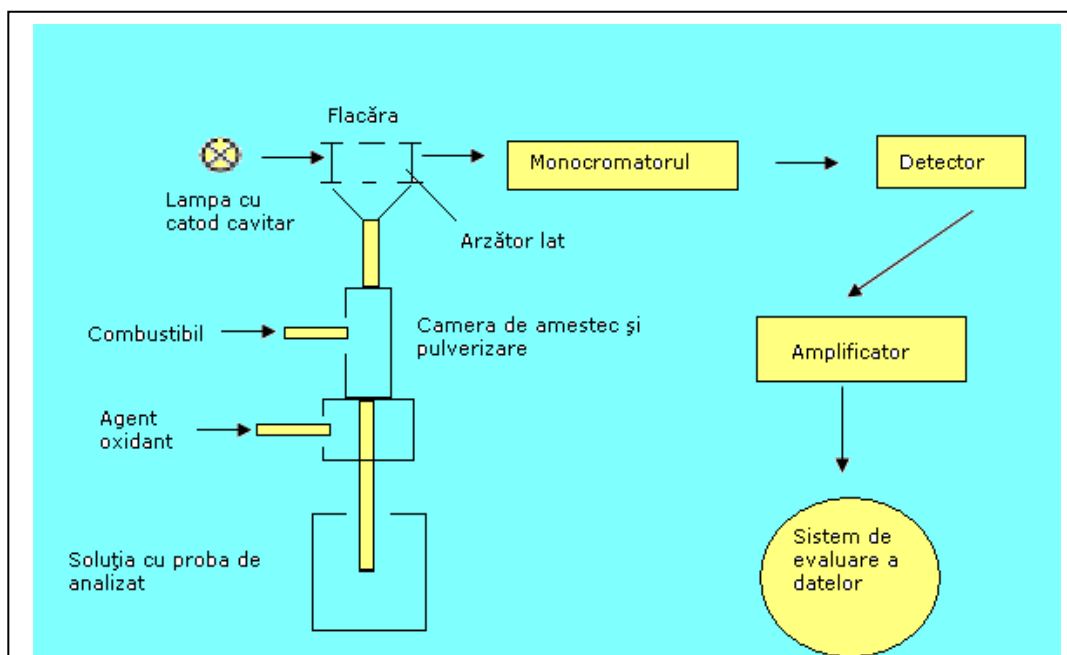 Flacăra
Lampa cu
catod cavitar
Arzător lat
Monocromatorul
Detector
Combustibil
Camera de amestec şi
pulverizare
Amplificator
Agent
oxidant
Soluţia cu proba de
analizat
Sistem de
evaluare a
datelor